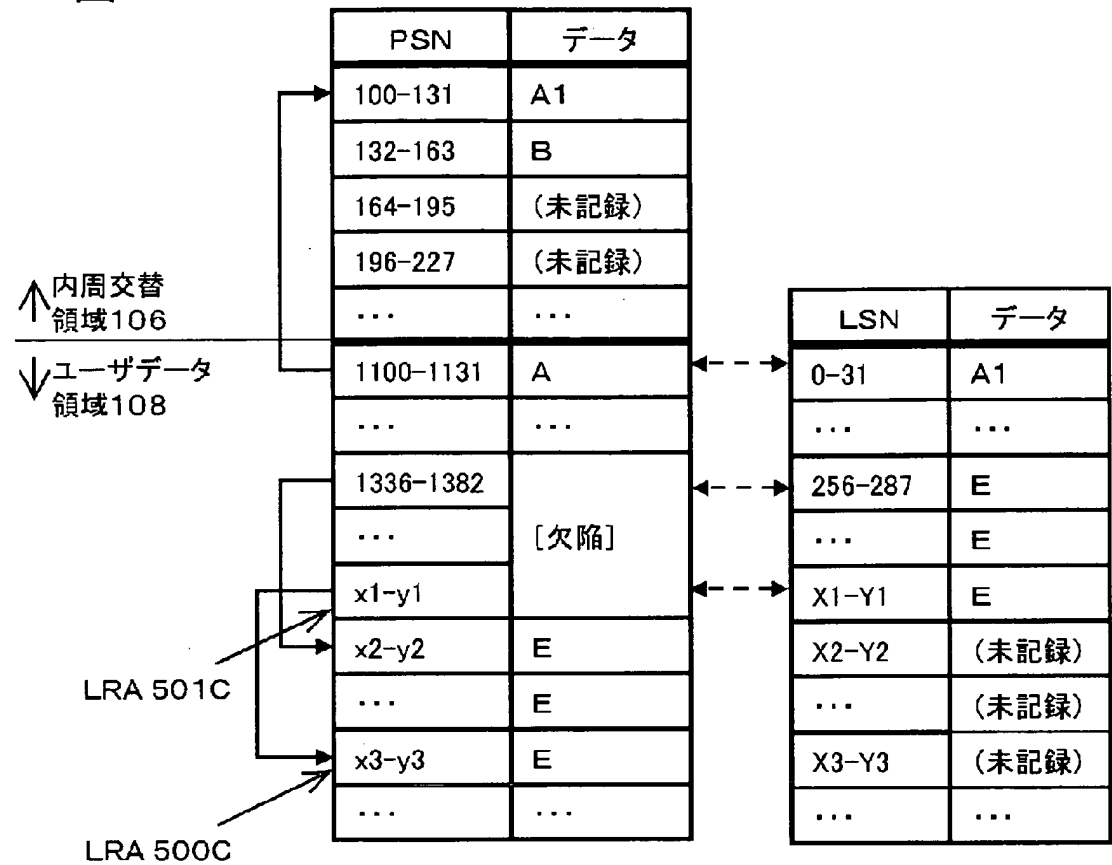 図
PSN データ
100-131 A1
132-163 B
164-195 (未記録)
196-227 (未記録)
... ...
↑内周交替
領域106
↓ユーザデータ
領域108
1100-1131 A
... ...
1336-1382
... [欠陥]
x1-y1
x2-y2 E
... E
x3-y3 E
... ...
LRA 501C
LRA 500C
LSN データ
0-31 A1
... ...
256-287 E
... E
X1-Y1 E
X2-Y2 (未記録)
... (未記録)
X3-Y3 (未記録)
... ...